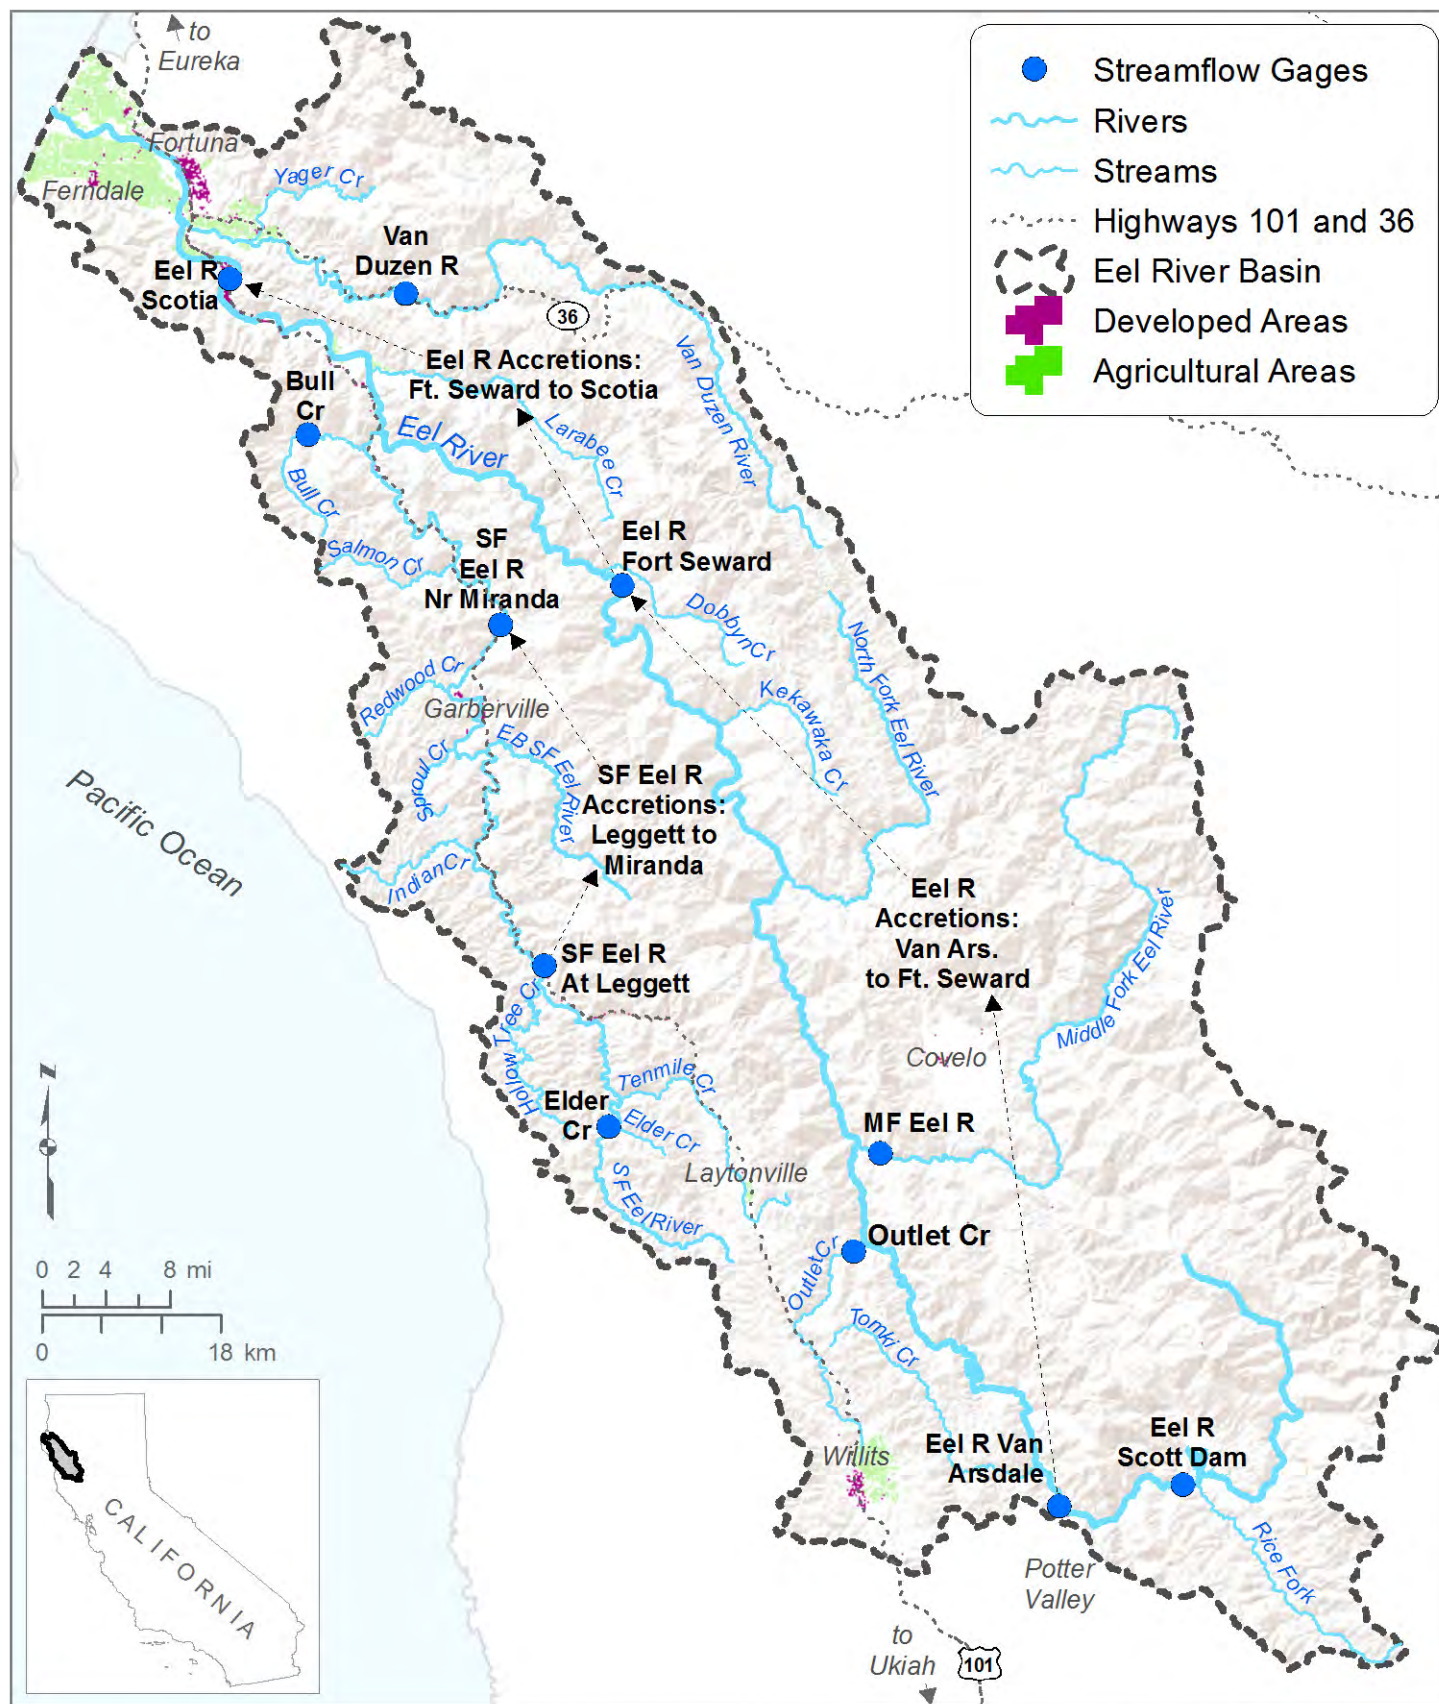 to
Eureka
Streamflow Gages
Rivers
Streams
Highways 101 and 36
Eel River Basin
Developed Areas
Agricultural Areas
Fortuna
Ferndale
Yager Cr
Van
Duzen R
Eel R
Scotia
36
Eel R Accretions:
Ft. Seward to Scotia
Van Duzen River
Bull
Cr
Eel River
Larabee Cr
Bull Cr
Salmon Cr
SF
Eel R
Nr Miranda
Eel R
Fort Seward
Dobbyn Cr
North Fork Eel River
Redwood Cr
Garberville
Kekawaka Cr
EB SF Eel River
Sproul Cr
SF Eel R
Accretions:
Leggett to
Miranda
Pacific Ocean
Indian Cr
Eel R
Accretions:
Van Ars.
to Ft. Seward
Middle Fork Eel River
SF Eel R
At Leggett
Hollow Tree Cr
Covelo
Tenmile Cr
Elder
Cr
Elder Cr
MF Eel R
Laytonville
SF Eel River
Outlet Cr
Outlet Cr
Tomki Cr
N
0 2 4 8 mi
0 18 km
Willits
Eel R Van
Arsdale
Eel R
Scott Dam
Rice Fork
Potter
Valley
CALIFORNIA
to
Ukiah
101